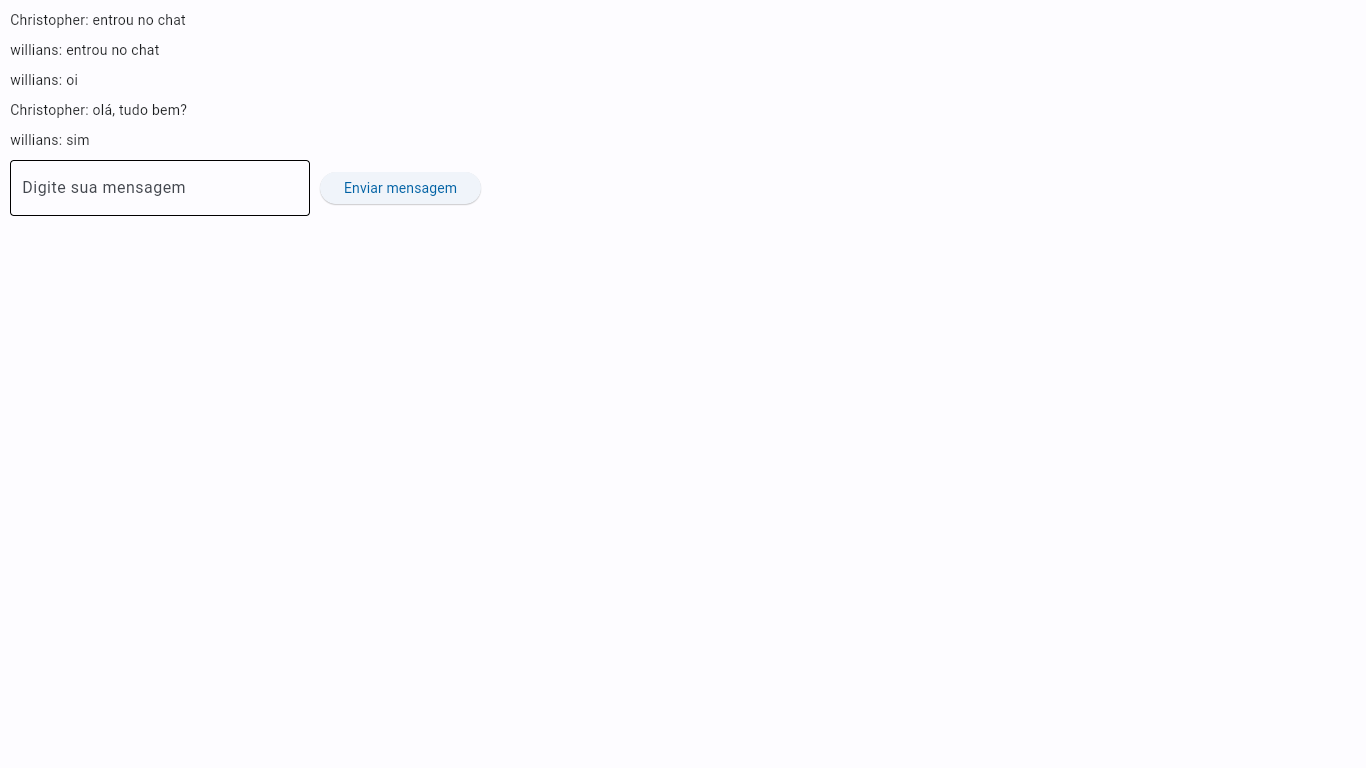 Christopher: entrou no chat
willians: entrou no chat
willians: oi
Christopher: olá, tudo bem?
willians: sim
Digite sua mensagem
Enviar mensagem